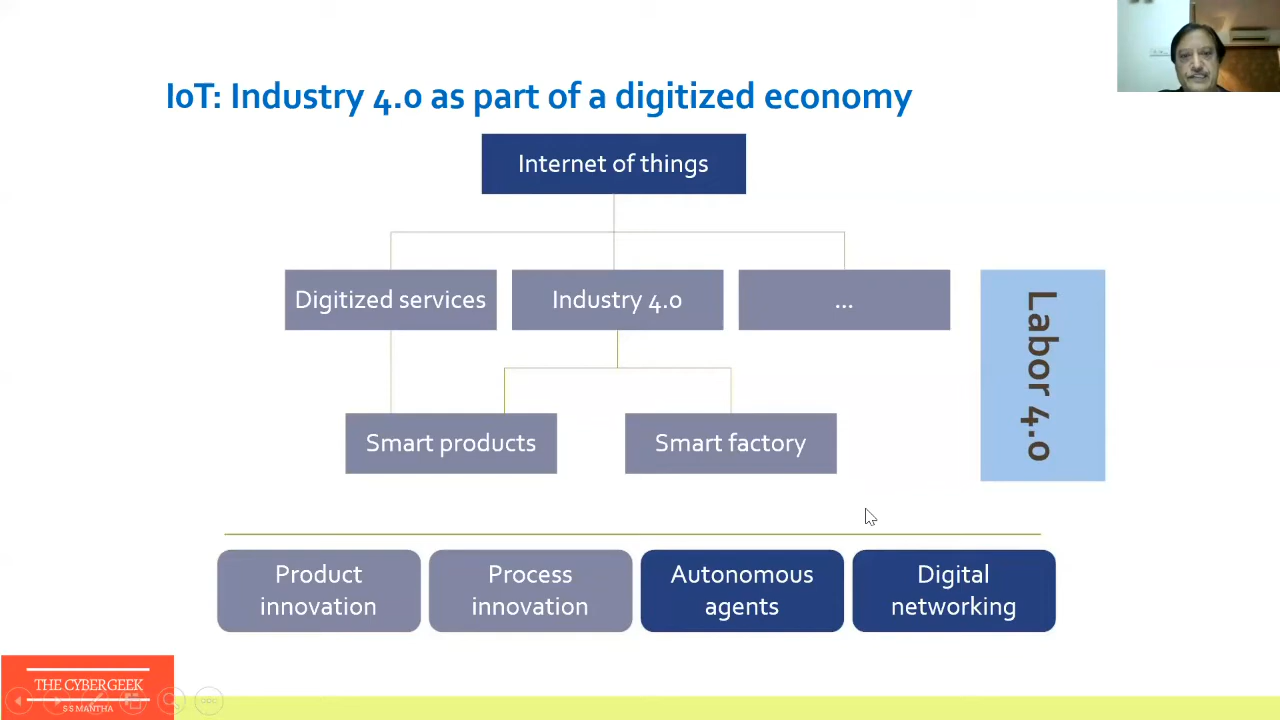 IoT: Industry 4.0 as part of a digitized economy
Internet of things
Digitized services
Industry 4.0
...
Labor 4.0
Smart products
Smart factory
Product
innovation
Process
innovation
Autonomous
agents
Digital
networking
THE CYBERGEEK
S S MANTHA